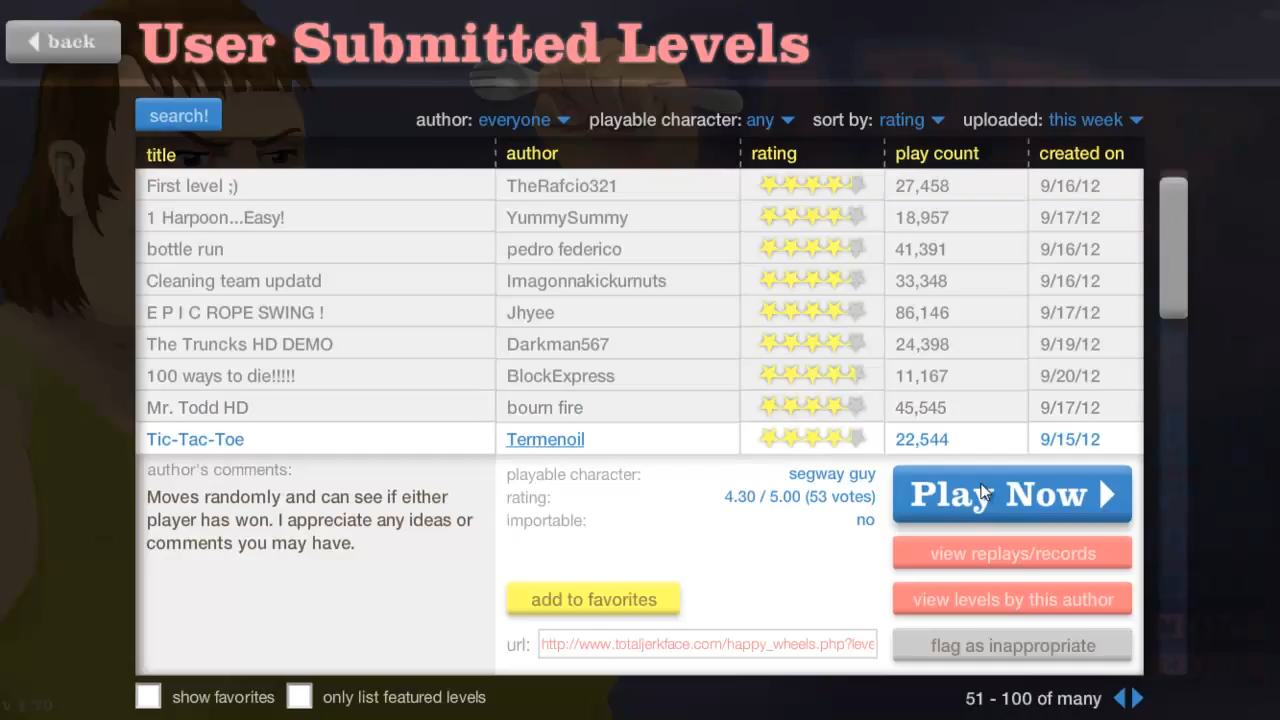 back
User Submitted Levels
search!
author: everyone playable character: any sort by: rating uploaded: this week
title author rating play count created on
First level ;) TheRafcio321 27,458 9/16/12
1 Harpoon...Easy! YummySummy 18,957 9/17/12
bottle run pedro federico 41,391 9/16/12
Cleaning team updatd Imagonnakickurnuts 33,348 9/16/12
E P I C ROPE SWING ! Jhyee 86,146 9/17/12
The Truncks HD DEMO Darkman567 24,398 9/19/12
100 ways to die!!!!! BlockExpress 11,167 9/20/12
Mr. Todd HD bourn fire 45,545 9/17/12
Tic-Tac-Toe Termenoil 22,544 9/15/12
author's comments:
Moves randomly and can see if either
player has won. I appreciate any ideas or
comments you may have.
playable character: segway guy
rating: 4.30 / 5.00 (53 votes)
importable: no
add to favorites
url: http://www.totaljerkface.com/happy_wheels.php?leve
Play Now
view replays/records
view levels by this author
flag as inappropriate
show favorites only list featured levels
51 - 100 of many